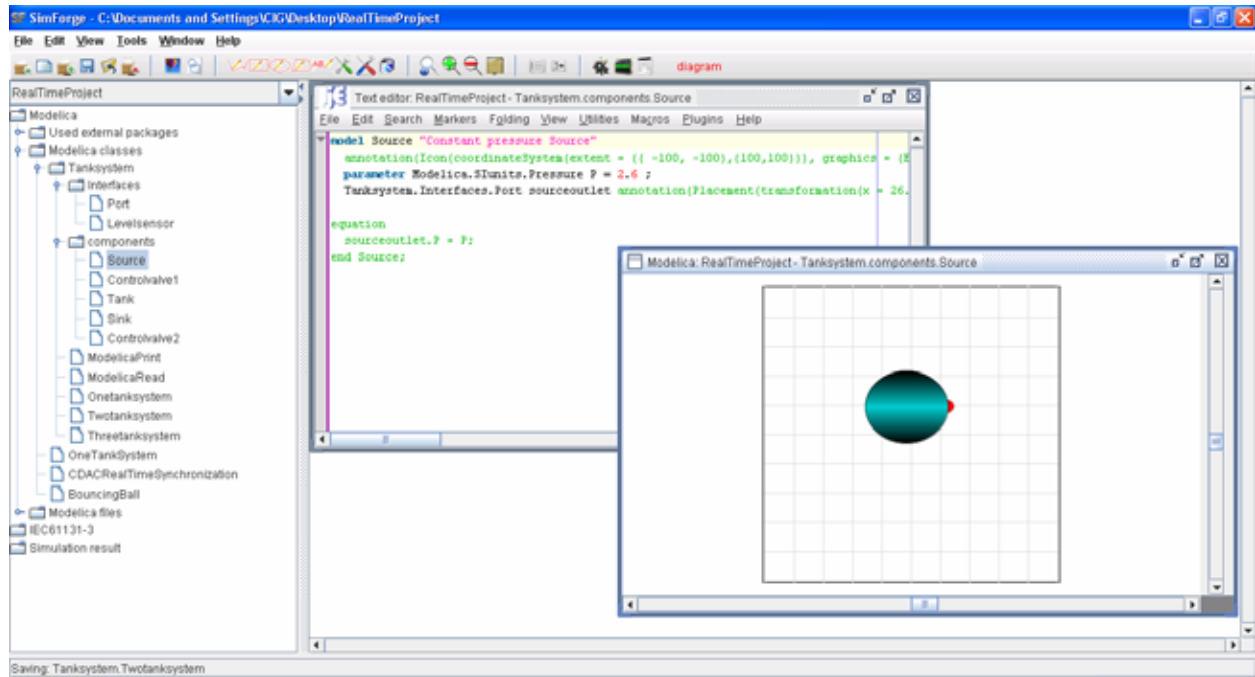 SimForge - C:\Documents and Settings\CIG\Desktop\RealTimeProject
File Edit View Tools Window Help
diagram
RealTimeProject
Modelica
Used external packages
Modelica classes
Tanksystem
Interfaces
Port
Levelsensor
components
Source
Controlvalve1
Tank
Sink
Controlvalve2
ModelicaPrint
ModelicaRead
Onetanksystem
Twotanksystem
Threetanksystem
OneTankSystem
CDACRealTimeSynchronization
BouncingBall
Modelica files
IEC61131-3
Simulation result
Text editor: RealTimeProject - Tanksystem.components.Source
File Edit Search Markers Folding View Utilities Macros Plugins Help
model Source "Constant pressure Source"
annotation(Icon(coordinateSystem(extent = {{ -100, -100},{100,100}}), graphics = {
parameter Modelica.SIunits.Pressure P = 2.6 ;
Tanksystem.Interfaces.Port sourceoutlet annotation(Placement(transformation(x = 26.
equation
sourceoutlet.P = P;
end Source;
Modelica: RealTimeProject - Tanksystem.components.Source
Saving: Tanksystem.Twotanksystem